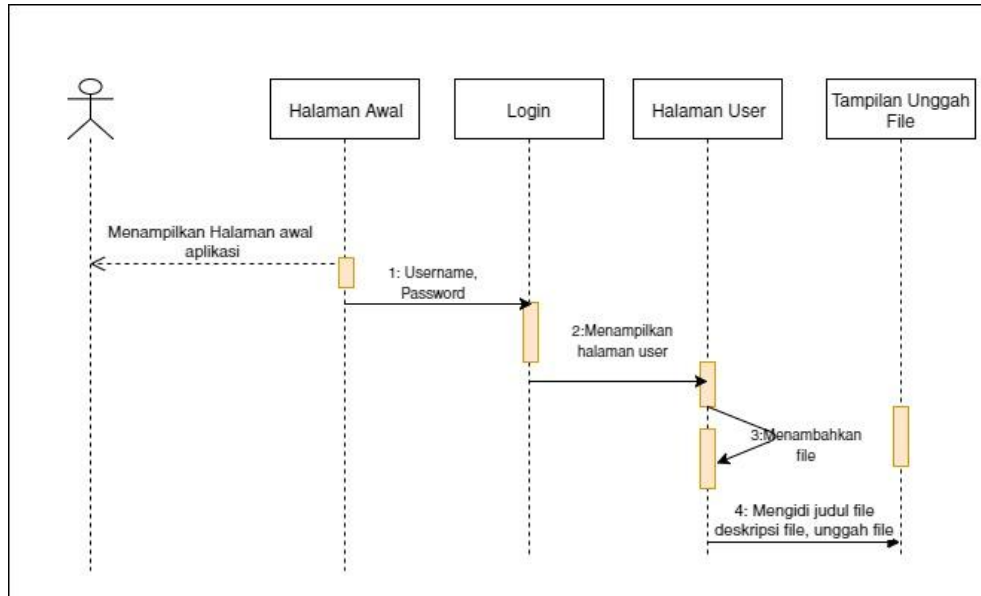 Halaman Awal
Login
Halaman User
Tampilan Unggah
File
Menampilkan Halaman awal
aplikasi
1: Username,
Password
2:Menampilkan
halaman user
3:Menambahkan
file
4: Mengidi judul file
deskripsi file, unggah file